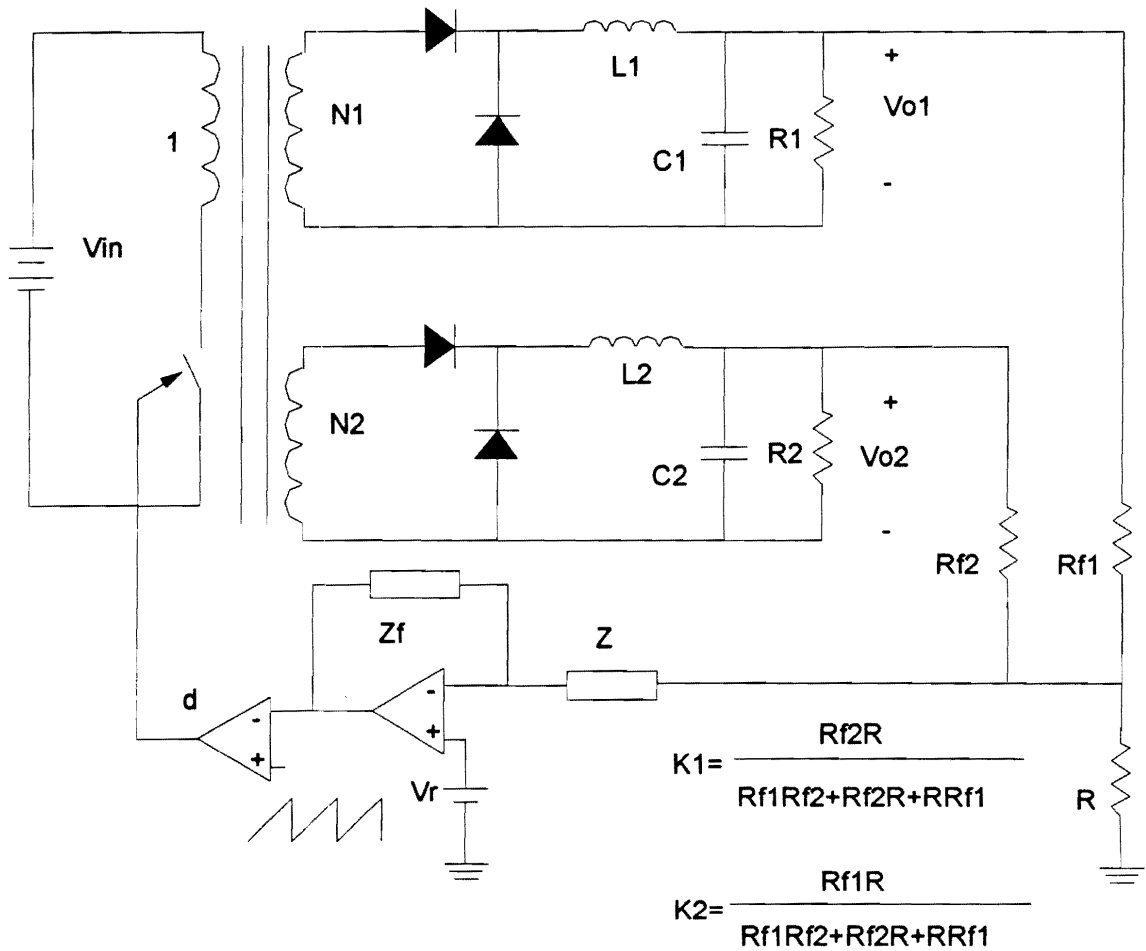 L1
N1
+
Vo1
-
R1
C1
1
Vin
L2
N2
+
Vo2
-
R2
C2
Rf2
Rf1
Zf
Z
d
-
+
-
+
Vr
R
K1= Rf2R
Rf1Rf2+Rf2R+RRf1
K2= Rf1R
Rf1Rf2+Rf2R+RRf1